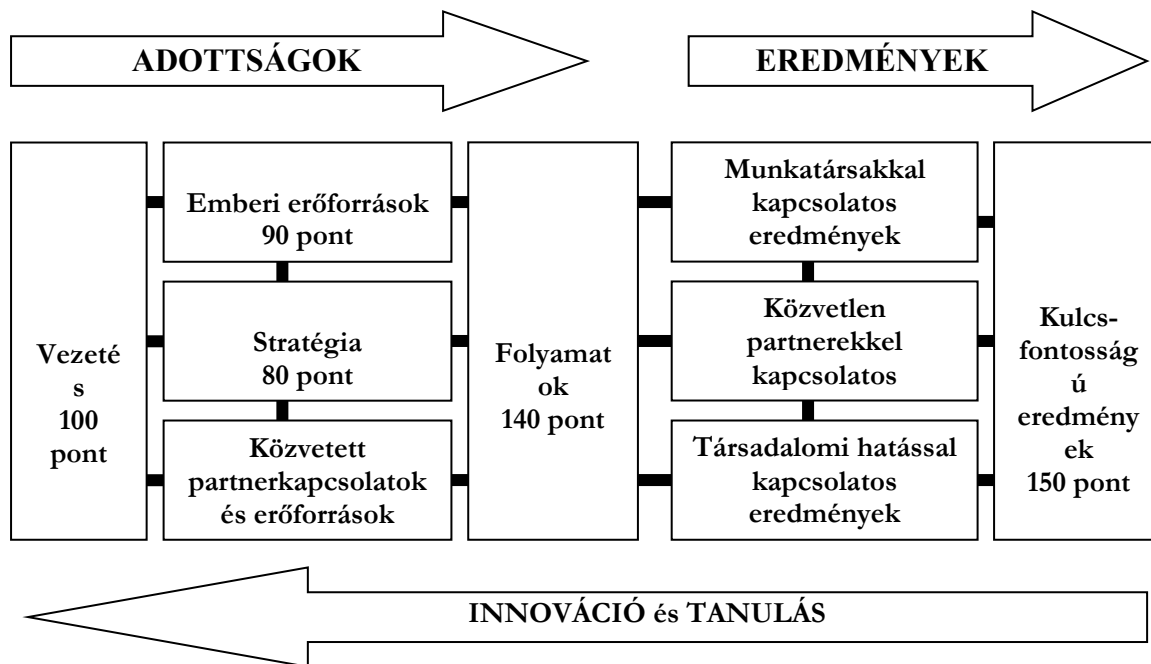 ADOTTSÁGOK
EREDMÉNYEK
Vezeté
s
100
pont
Emberi erőforrások
90 pont
Stratégia
80 pont
Közvetett
partnerkapcsolatok
és erőforrások
Folyamat
ok
140 pont
Munkatársakkal
kapcsolatos
eredmények
Közvetlen
partnerekkel
kapcsolatos
Társadalomi hatással
kapcsolatos
eredmények
Kulcs-
fontosság
ú
eredmény
ek
150 pont
INNOVÁCIÓ és TANULÁS